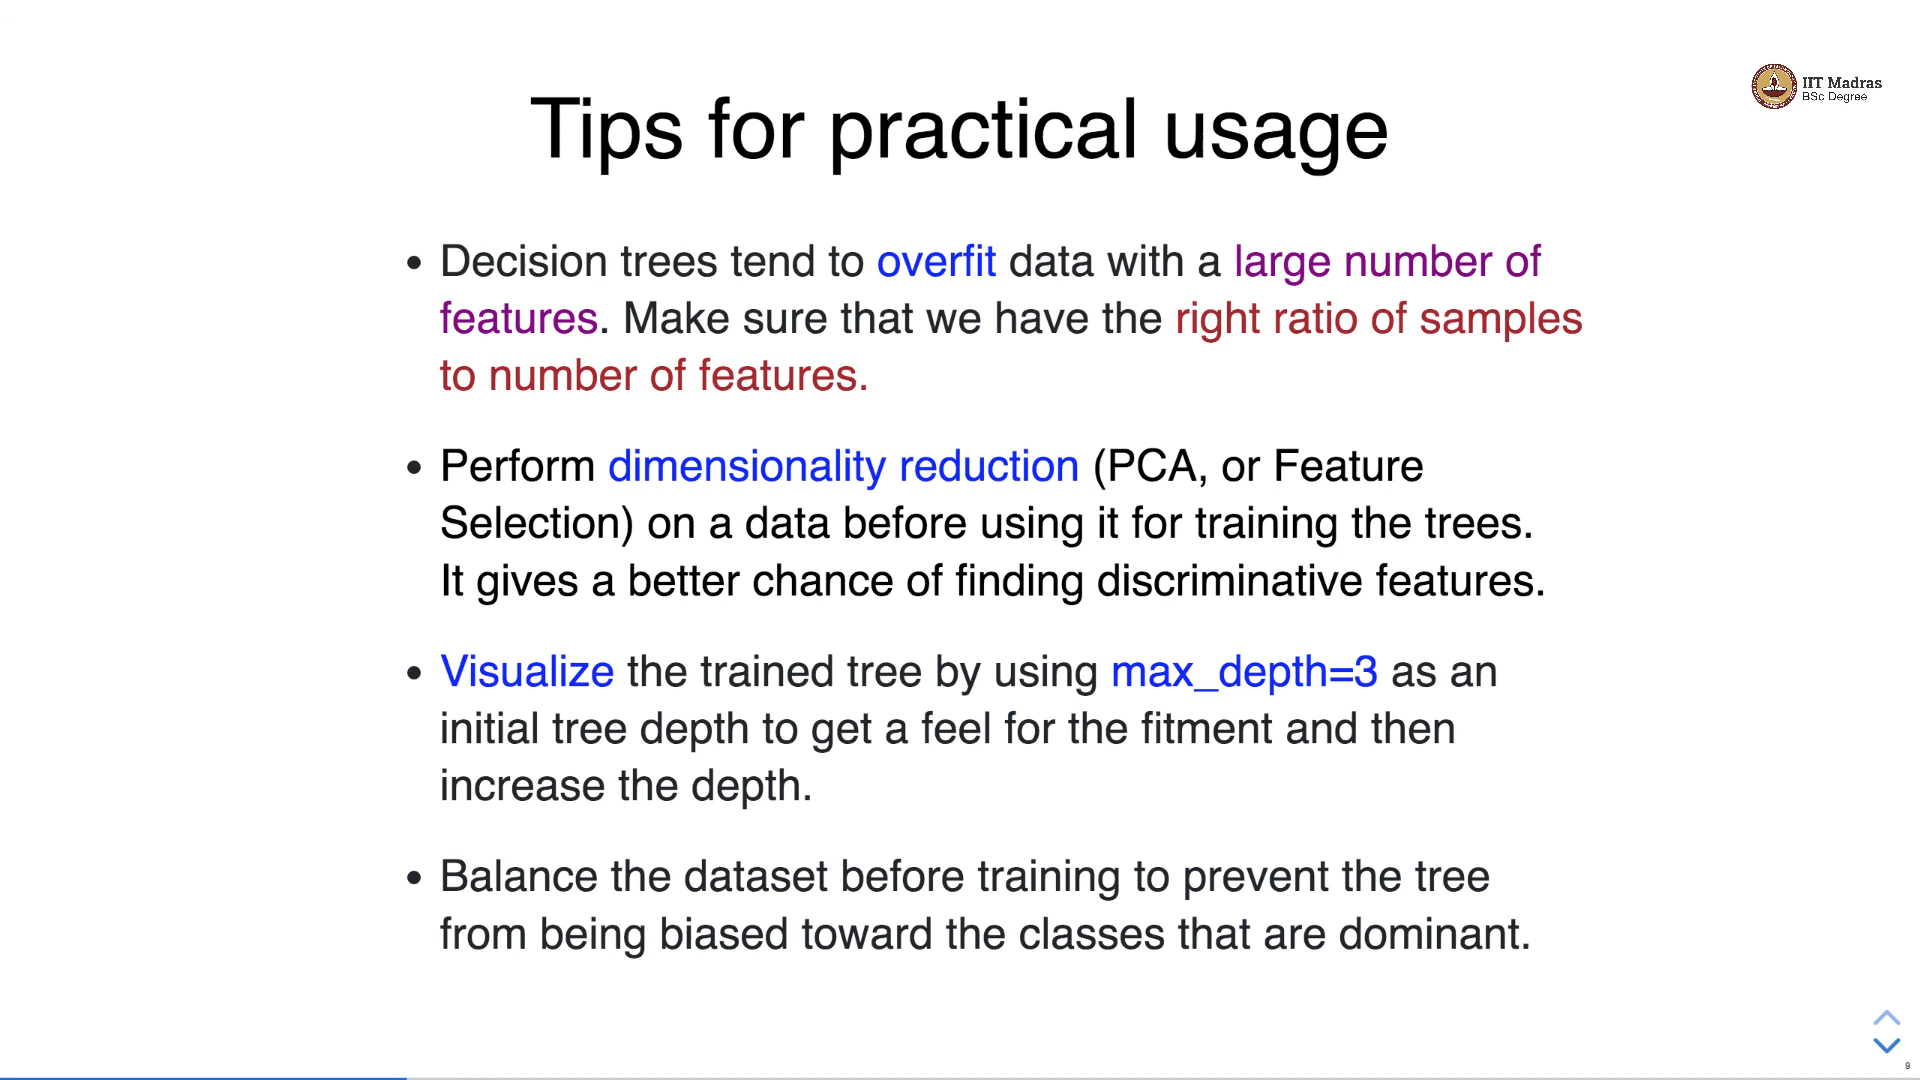 IIT Madras
BSc Degree
Tips for practical usage
• Decision trees tend to overfit data with a large number of
features. Make sure that we have the right ratio of samples
to number of features.
• Perform dimensionality reduction (PCA, or Feature
Selection) on a data before using it for training the trees.
It gives a better chance of finding discriminative features.
• Visualize the trained tree by using max_depth=3 as an
initial tree depth to get a feel for the fitment and then
increase the depth.
• Balance the dataset before training to prevent the tree
from being biased toward the classes that are dominant.
9